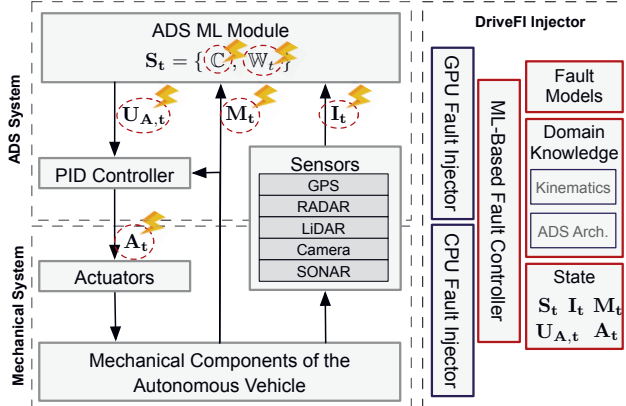 ADS System
ADS ML Module
S_t = { ℂ, 𝕎_t }
U_A,t
M_t
I_t
PID Controller
Sensors
GPS
RADAR
LiDAR
Camera
SONAR
Mechanical System
A_t
Actuators
Mechanical Components of the
Autonomous Vehicle
DriveFI Injector
GPU Fault Injector
CPU Fault Injector
ML-Based Fault Controller
Fault
Models
Domain
Knowledge
Kinematics
ADS Arch.
State
S_t I_t M_t
U_A,t A_t